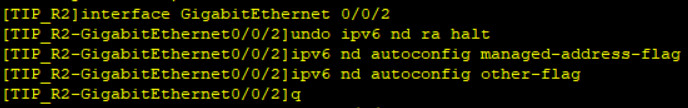 [TIP_R2]interface GigabitEthernet 0/0/2
[TIP_R2-GigabitEthernet0/0/2]undo ipv6 nd ra halt
[TIP_R2-GigabitEthernet0/0/2]ipv6 nd autoconfig managed-address-flag
[TIP_R2-GigabitEthernet0/0/2]ipv6 nd autoconfig other-flag
[TIP_R2-GigabitEthernet0/0/2]q